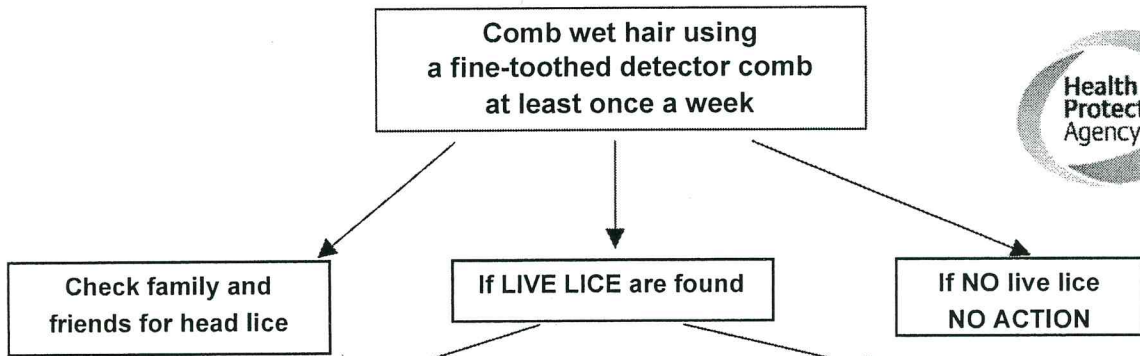 Comb wet hair using
a fine-toothed detector comb
at least once a week
Health
Agency
Check family and
friends for head lice
If LIVE LICE are found
If NO live lice
NO ACTION